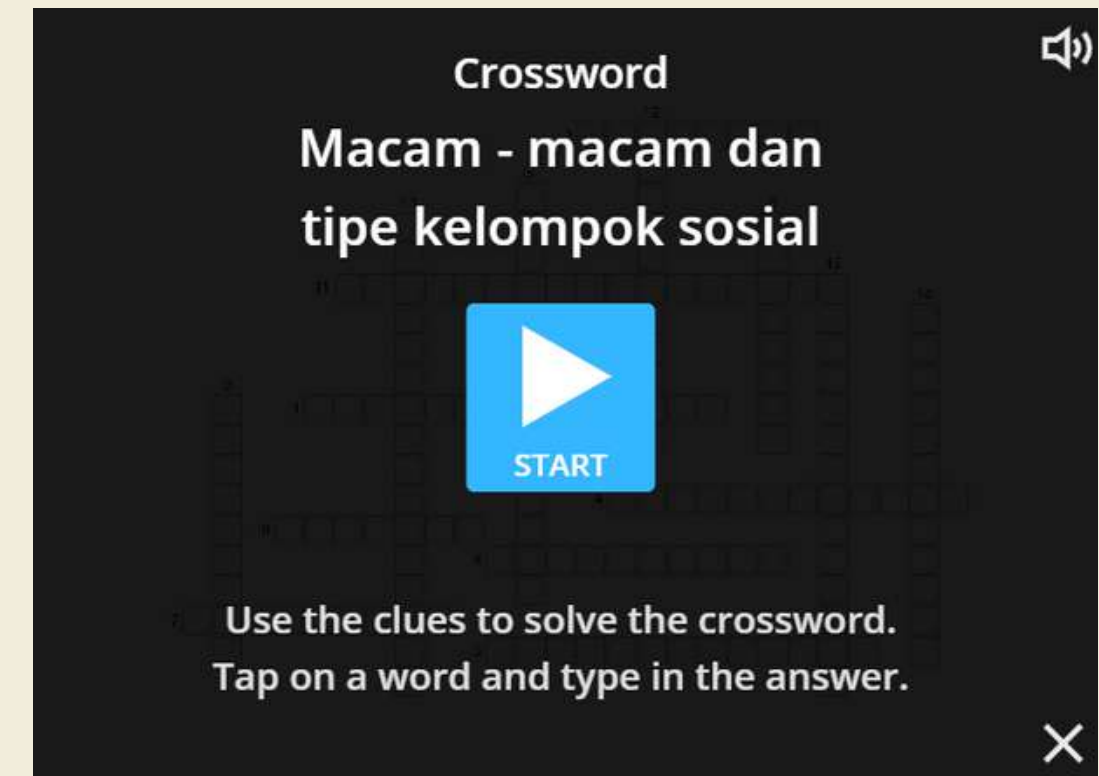 Crossword
Macam - macam dan
tipe kelompok sosial
START
Use the clues to solve the crossword.
Tap on a word and type in the answer.